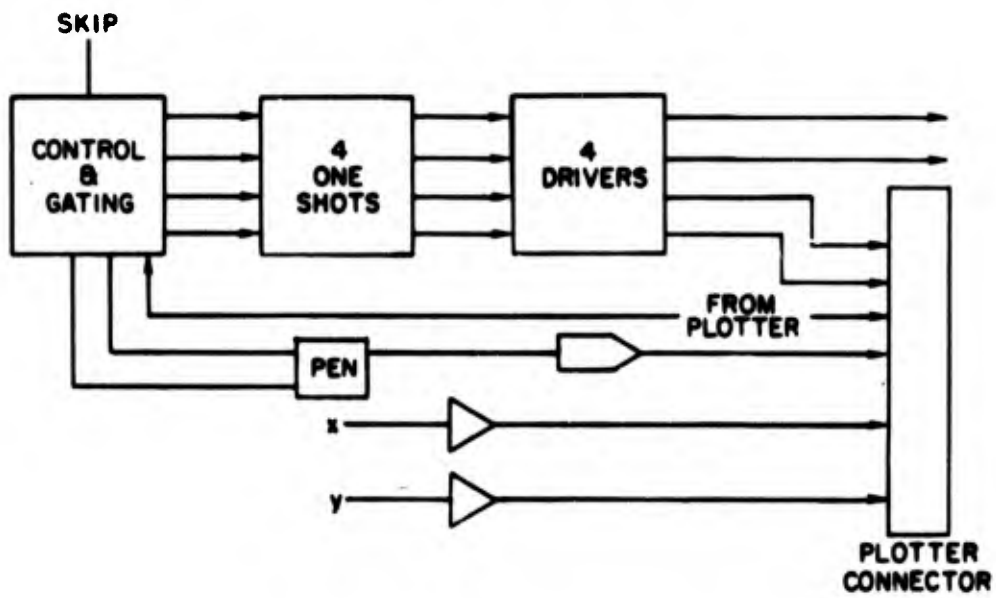 SKIP
CONTROL
&
GATING
4
ONE
SHOTS
4
DRIVERS
FROM
PLOTTER
PEN
x
y
PLOTTER
CONNECTOR